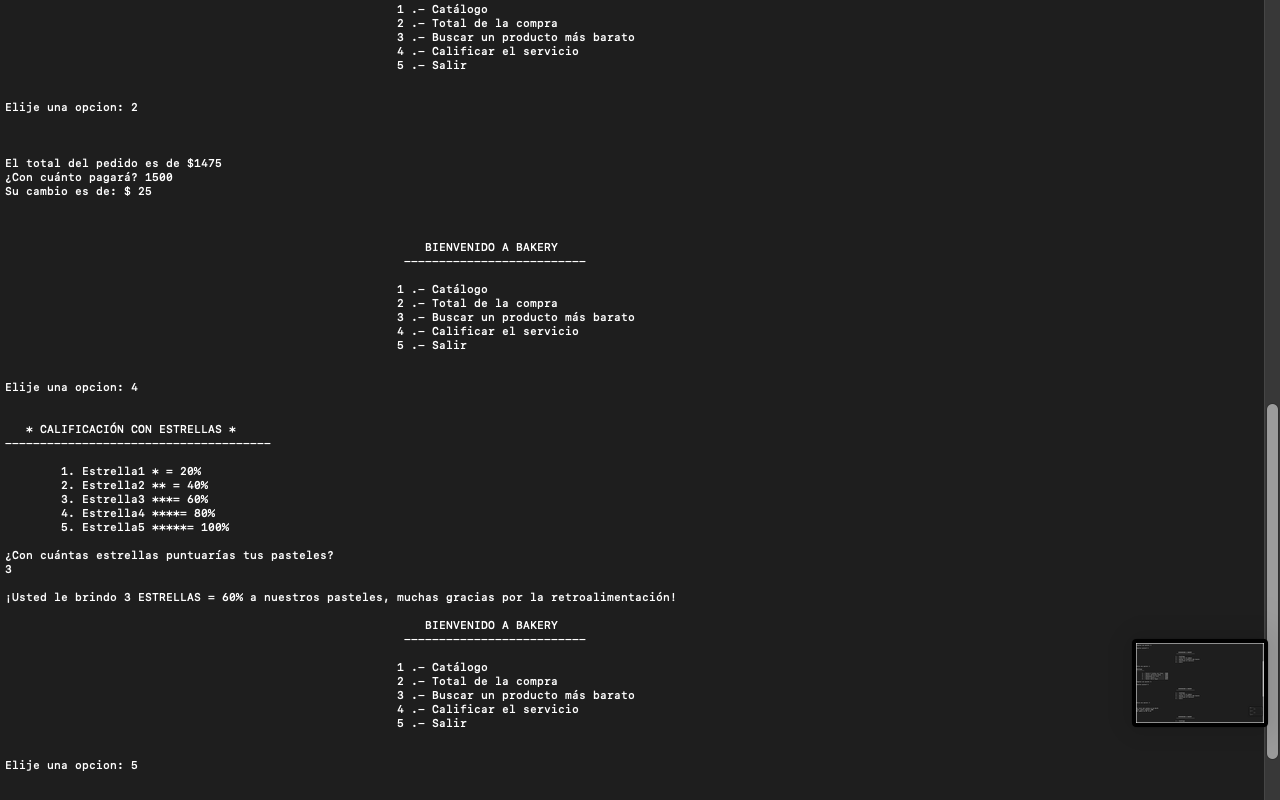 1 .- Catálogo
2 .- Total de la compra
3 .- Buscar un producto más barato
4 .- Calificar el servicio
5 .- Salir
Elije una opcion: 2
El total del pedido es de $1475
¿Con cuánto pagará? 1500
Su cambio es de: $ 25
BIENVENIDO A BAKERY
--------------------------
1 .- Catálogo
2 .- Total de la compra
3 .- Buscar un producto más barato
4 .- Calificar el servicio
5 .- Salir
Elije una opcion: 4
* CALIFICACIÓN CON ESTRELLAS *
--------------------------------------
1. Estrella1 * = 20%
2. Estrella2 ** = 40%
3. Estrella3 ***= 60%
4. Estrella4 ****= 80%
5. Estrella5 *****= 100%
¿Con cuántas estrellas puntuarías tus pasteles?
3
¡Usted le brindo 3 ESTRELLAS = 60% a nuestros pasteles, muchas gracias por la retroalimentación!
BIENVENIDO A BAKERY
--------------------------
1 .- Catálogo
2 .- Total de la compra
3 .- Buscar un producto más barato
4 .- Calificar el servicio
5 .- Salir
Elije una opcion: 5